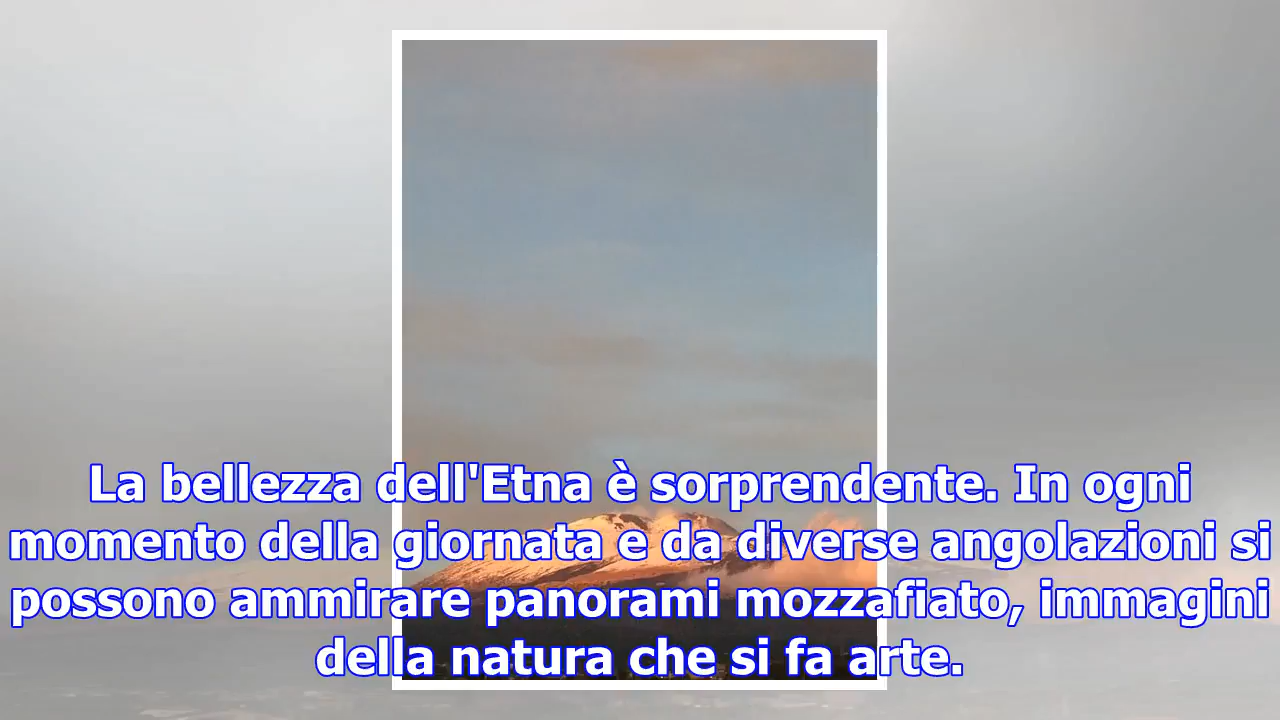 La bellezza dell'Etna è sorprendente. In ogni
momento della giornata e da diverse angolazioni si
possono ammirare panorami mozzafiato, immagini
della natura che si fa arte.